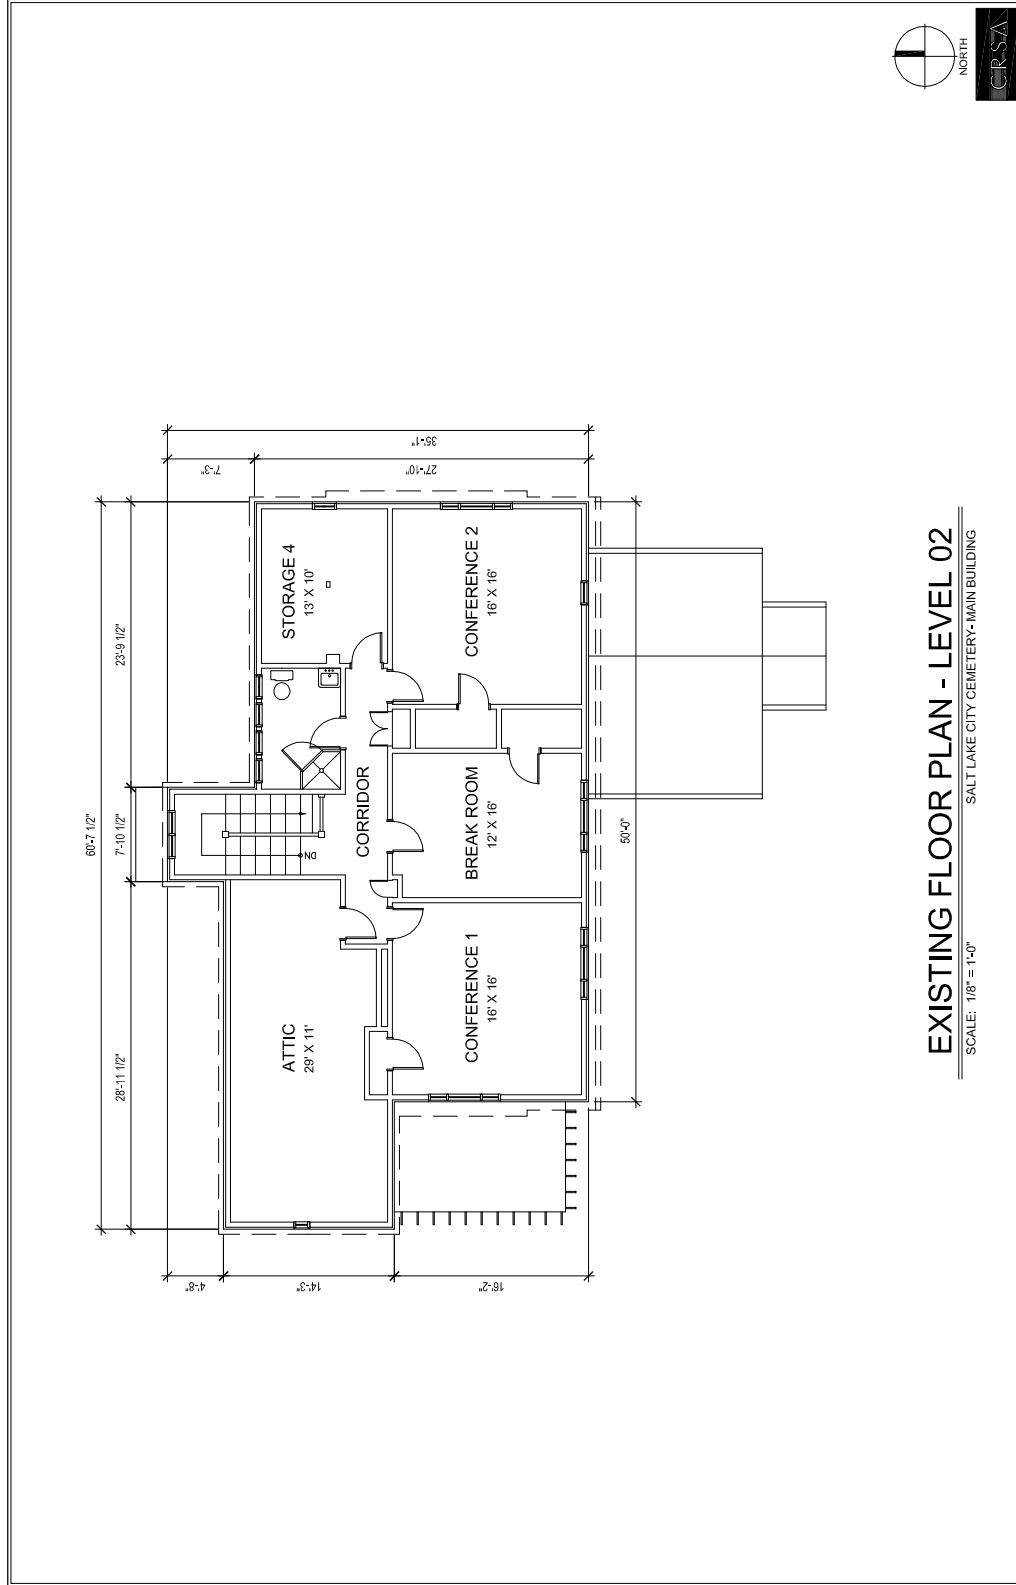 NORTH
CRSA
35'-1"
7'-3"
27'-10"
60'-7 1/2"
23'-9 1/2"
7'-10 1/2"
28'-11 1/2"
50'-0"
4'-8"
14'-3"
16'-2"
STORAGE 4
13' X 10'
CONFERENCE 2
16' X 16'
CORRIDOR
DN
BREAK ROOM
12' X 16'
ATTIC
29' X 11'
CONFERENCE 1
16' X 16'
EXISTING FLOOR PLAN - LEVEL 02
SCALE: 1/8" = 1'-0"
SALT LAKE CITY CEMETERY- MAIN BUILDING